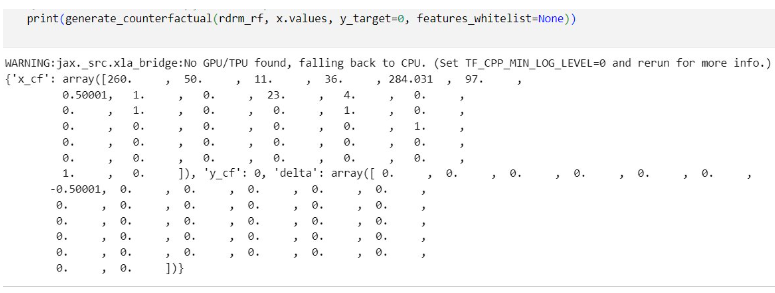 print(generate_counterfactual(rdrm_rf, x.values, y_target=0, features_whitelist=None))
WARNING:jax._src.xla_bridge:No GPU/TPU found, falling back to CPU. (Set TF_CPP_MIN_LOG_LEVEL=0 and rerun for more info.)
{'x_cf': array([260.     ,  50.     ,  11.     ,  36.     , 284.031  ,  97.     ,
         0.50001,   1.     ,   0.     ,  23.     ,   4.     ,   0.     ,
         0.     ,   1.     ,   0.     ,   0.     ,   1.     ,   0.     ,
         0.     ,   0.     ,   0.     ,   0.     ,   0.     ,   1.     ,
         0.     ,   0.     ,   0.     ,   0.     ,   0.     ,   0.     ,
         0.     ,   0.     ,   0.     ,   0.     ,   0.     ,   0.     ,
         1.     ,   0.     ]), 'y_cf': 0, 'delta': array([ 0.     ,  0.     ,  0.     ,  0.     ,  0.     ,  0.     ,
       -0.50001,  0.     ,  0.     ,  0.     ,  0.     ,  0.     ,
        0.     ,  0.     ,  0.     ,  0.     ,  0.     ,  0.     ,
        0.     ,  0.     ,  0.     ,  0.     ,  0.     ,  0.     ,
        0.     ,  0.     ,  0.     ,  0.     ,  0.     ,  0.     ,
        0.     ,  0.     ,  0.     ,  0.     ,  0.     ,  0.     ,
        0.     ,  0.     ])}